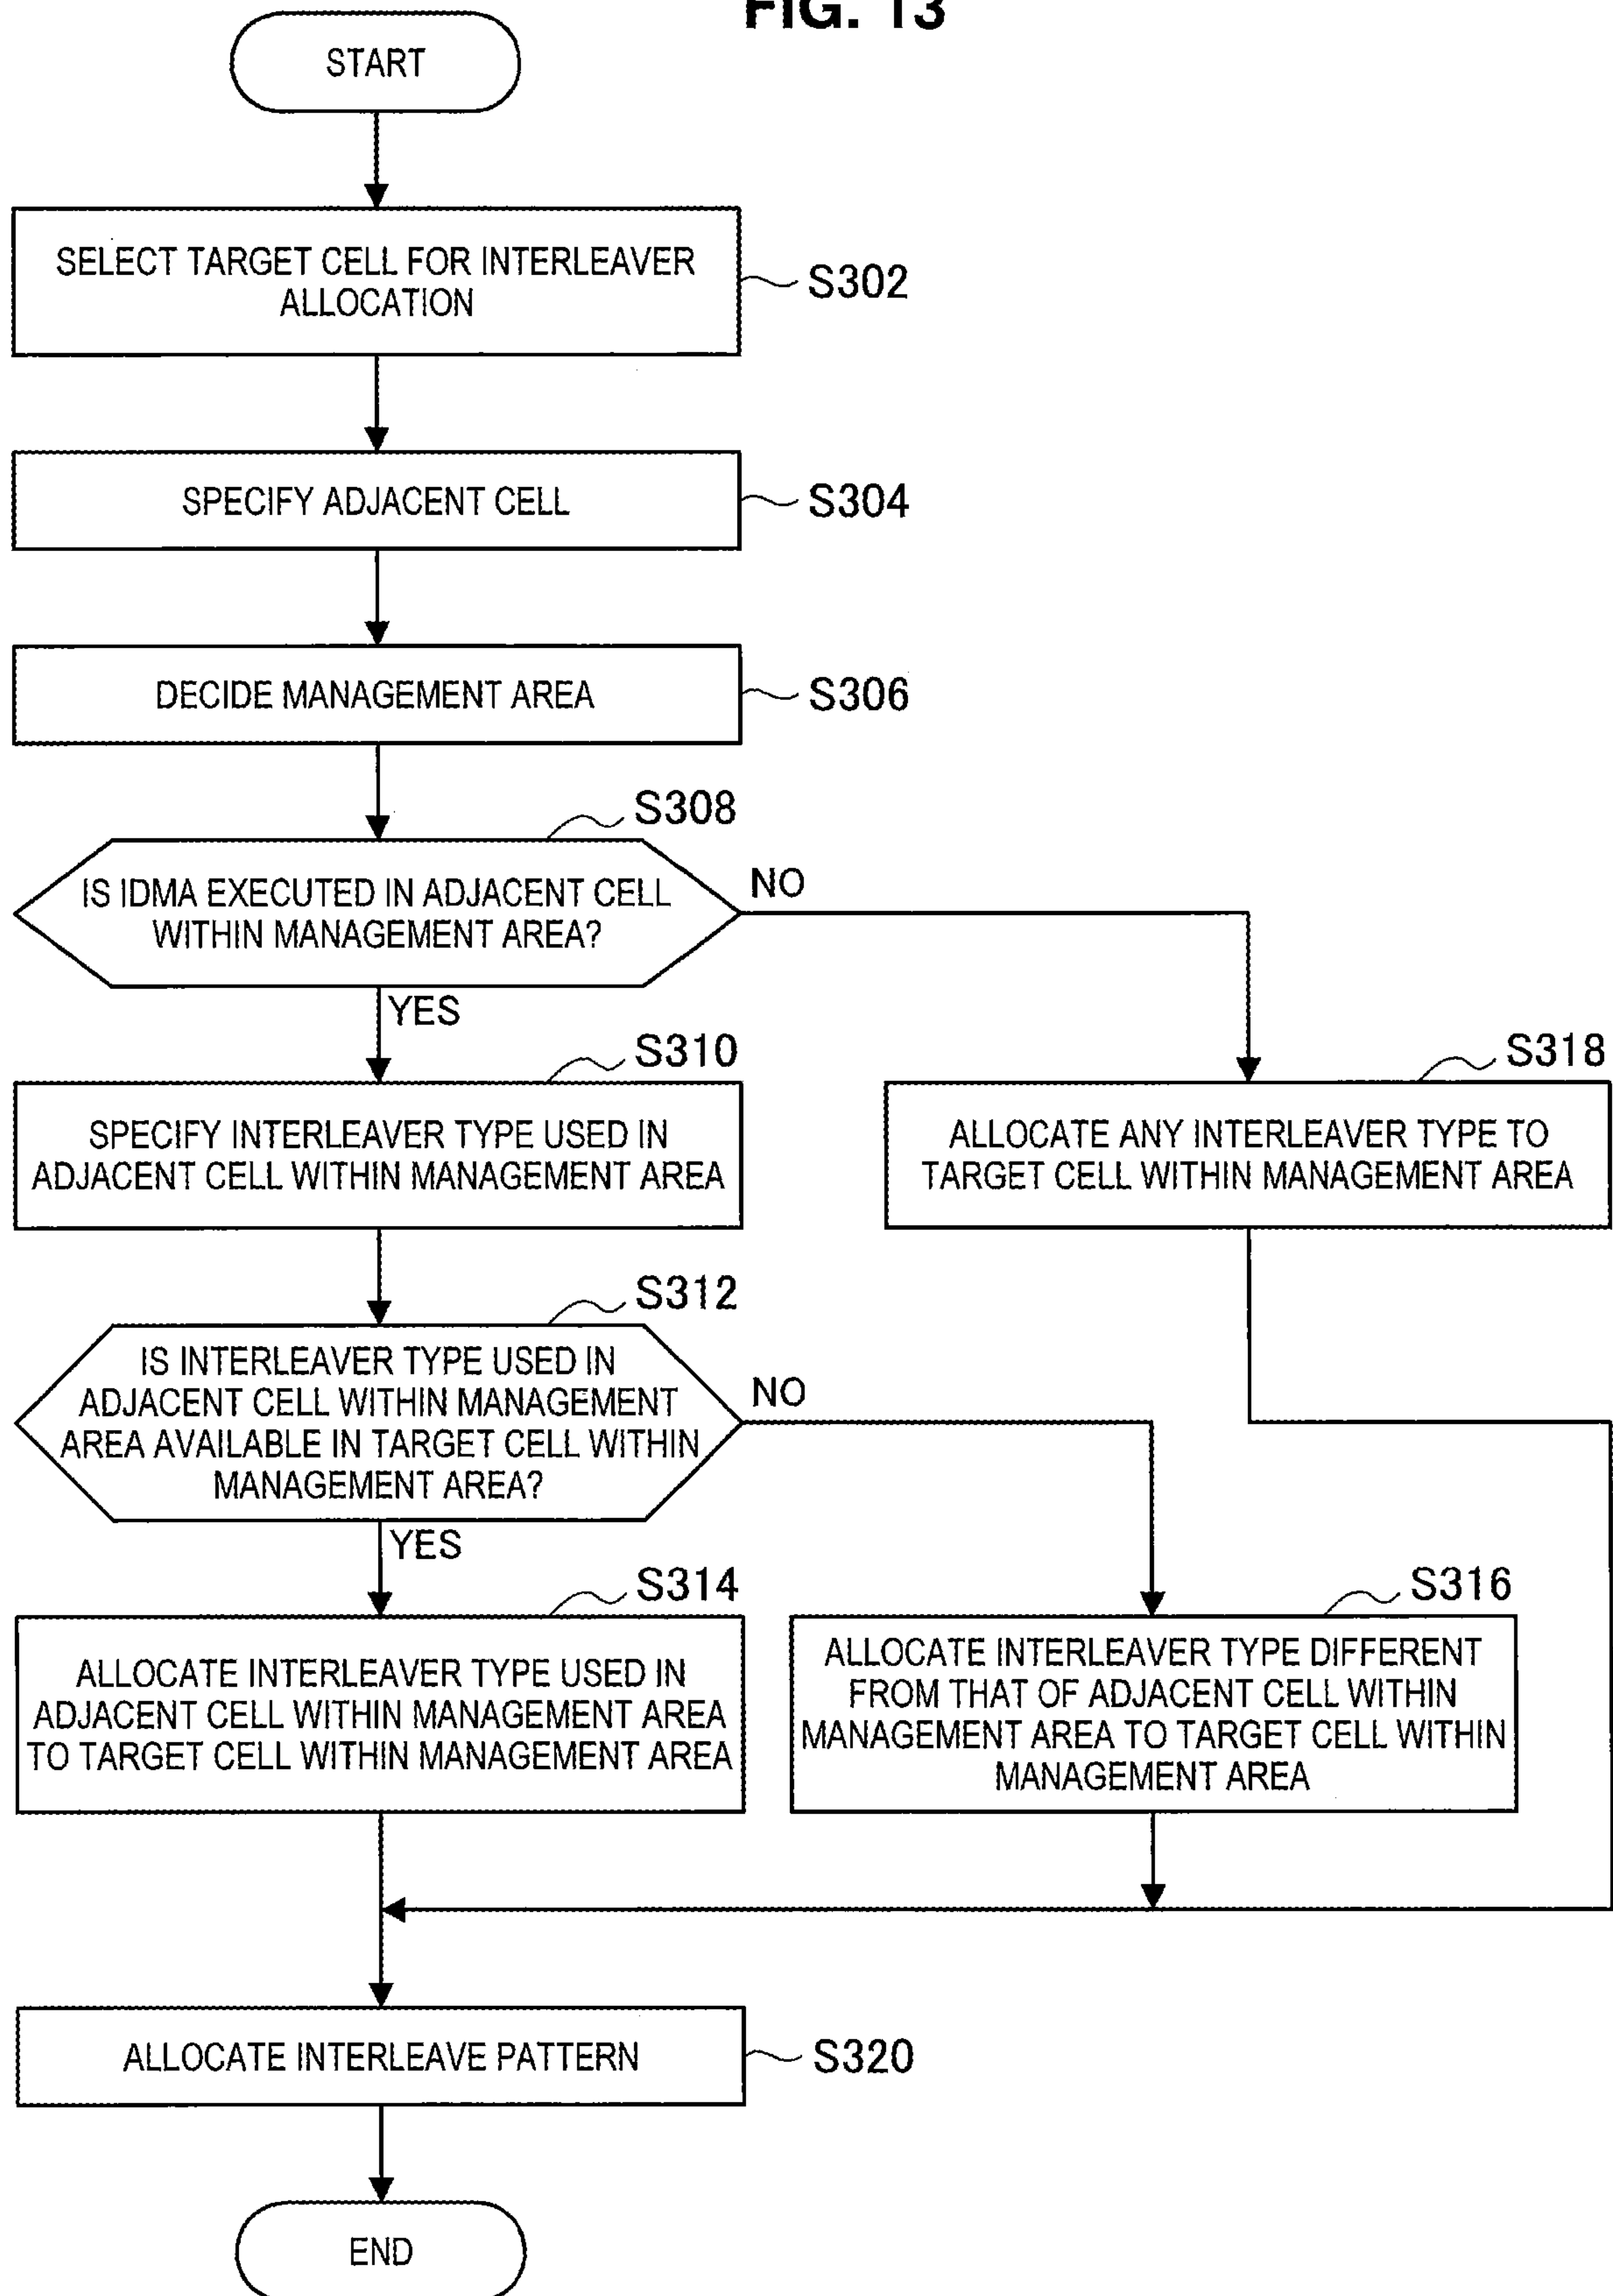 FIG. 13
START
SELECT TARGET CELL FOR INTERLEAVER
ALLOCATION
S302
SPECIFY ADJACENT CELL
S304
DECIDE MANAGEMENT AREA
S306
S308
IS IDMA EXECUTED IN ADJACENT CELL
WITHIN MANAGEMENT AREA?
NO
YES
S310
SPECIFY INTERLEAVER TYPE USED IN
ADJACENT CELL WITHIN MANAGEMENT AREA
S318
ALLOCATE ANY INTERLEAVER TYPE TO
TARGET CELL WITHIN MANAGEMENT AREA
S312
IS INTERLEAVER TYPE USED IN
ADJACENT CELL WITHIN MANAGEMENT
AREA AVAILABLE IN TARGET CELL WITHIN
MANAGEMENT AREA?
NO
YES
S314
ALLOCATE INTERLEAVER TYPE USED IN
ADJACENT CELL WITHIN MANAGEMENT AREA
TO TARGET CELL WITHIN MANAGEMENT AREA
S316
ALLOCATE INTERLEAVER TYPE DIFFERENT
FROM THAT OF ADJACENT CELL WITHIN
MANAGEMENT AREA TO TARGET CELL WITHIN
MANAGEMENT AREA
ALLOCATE INTERLEAVE PATTERN
S320
END